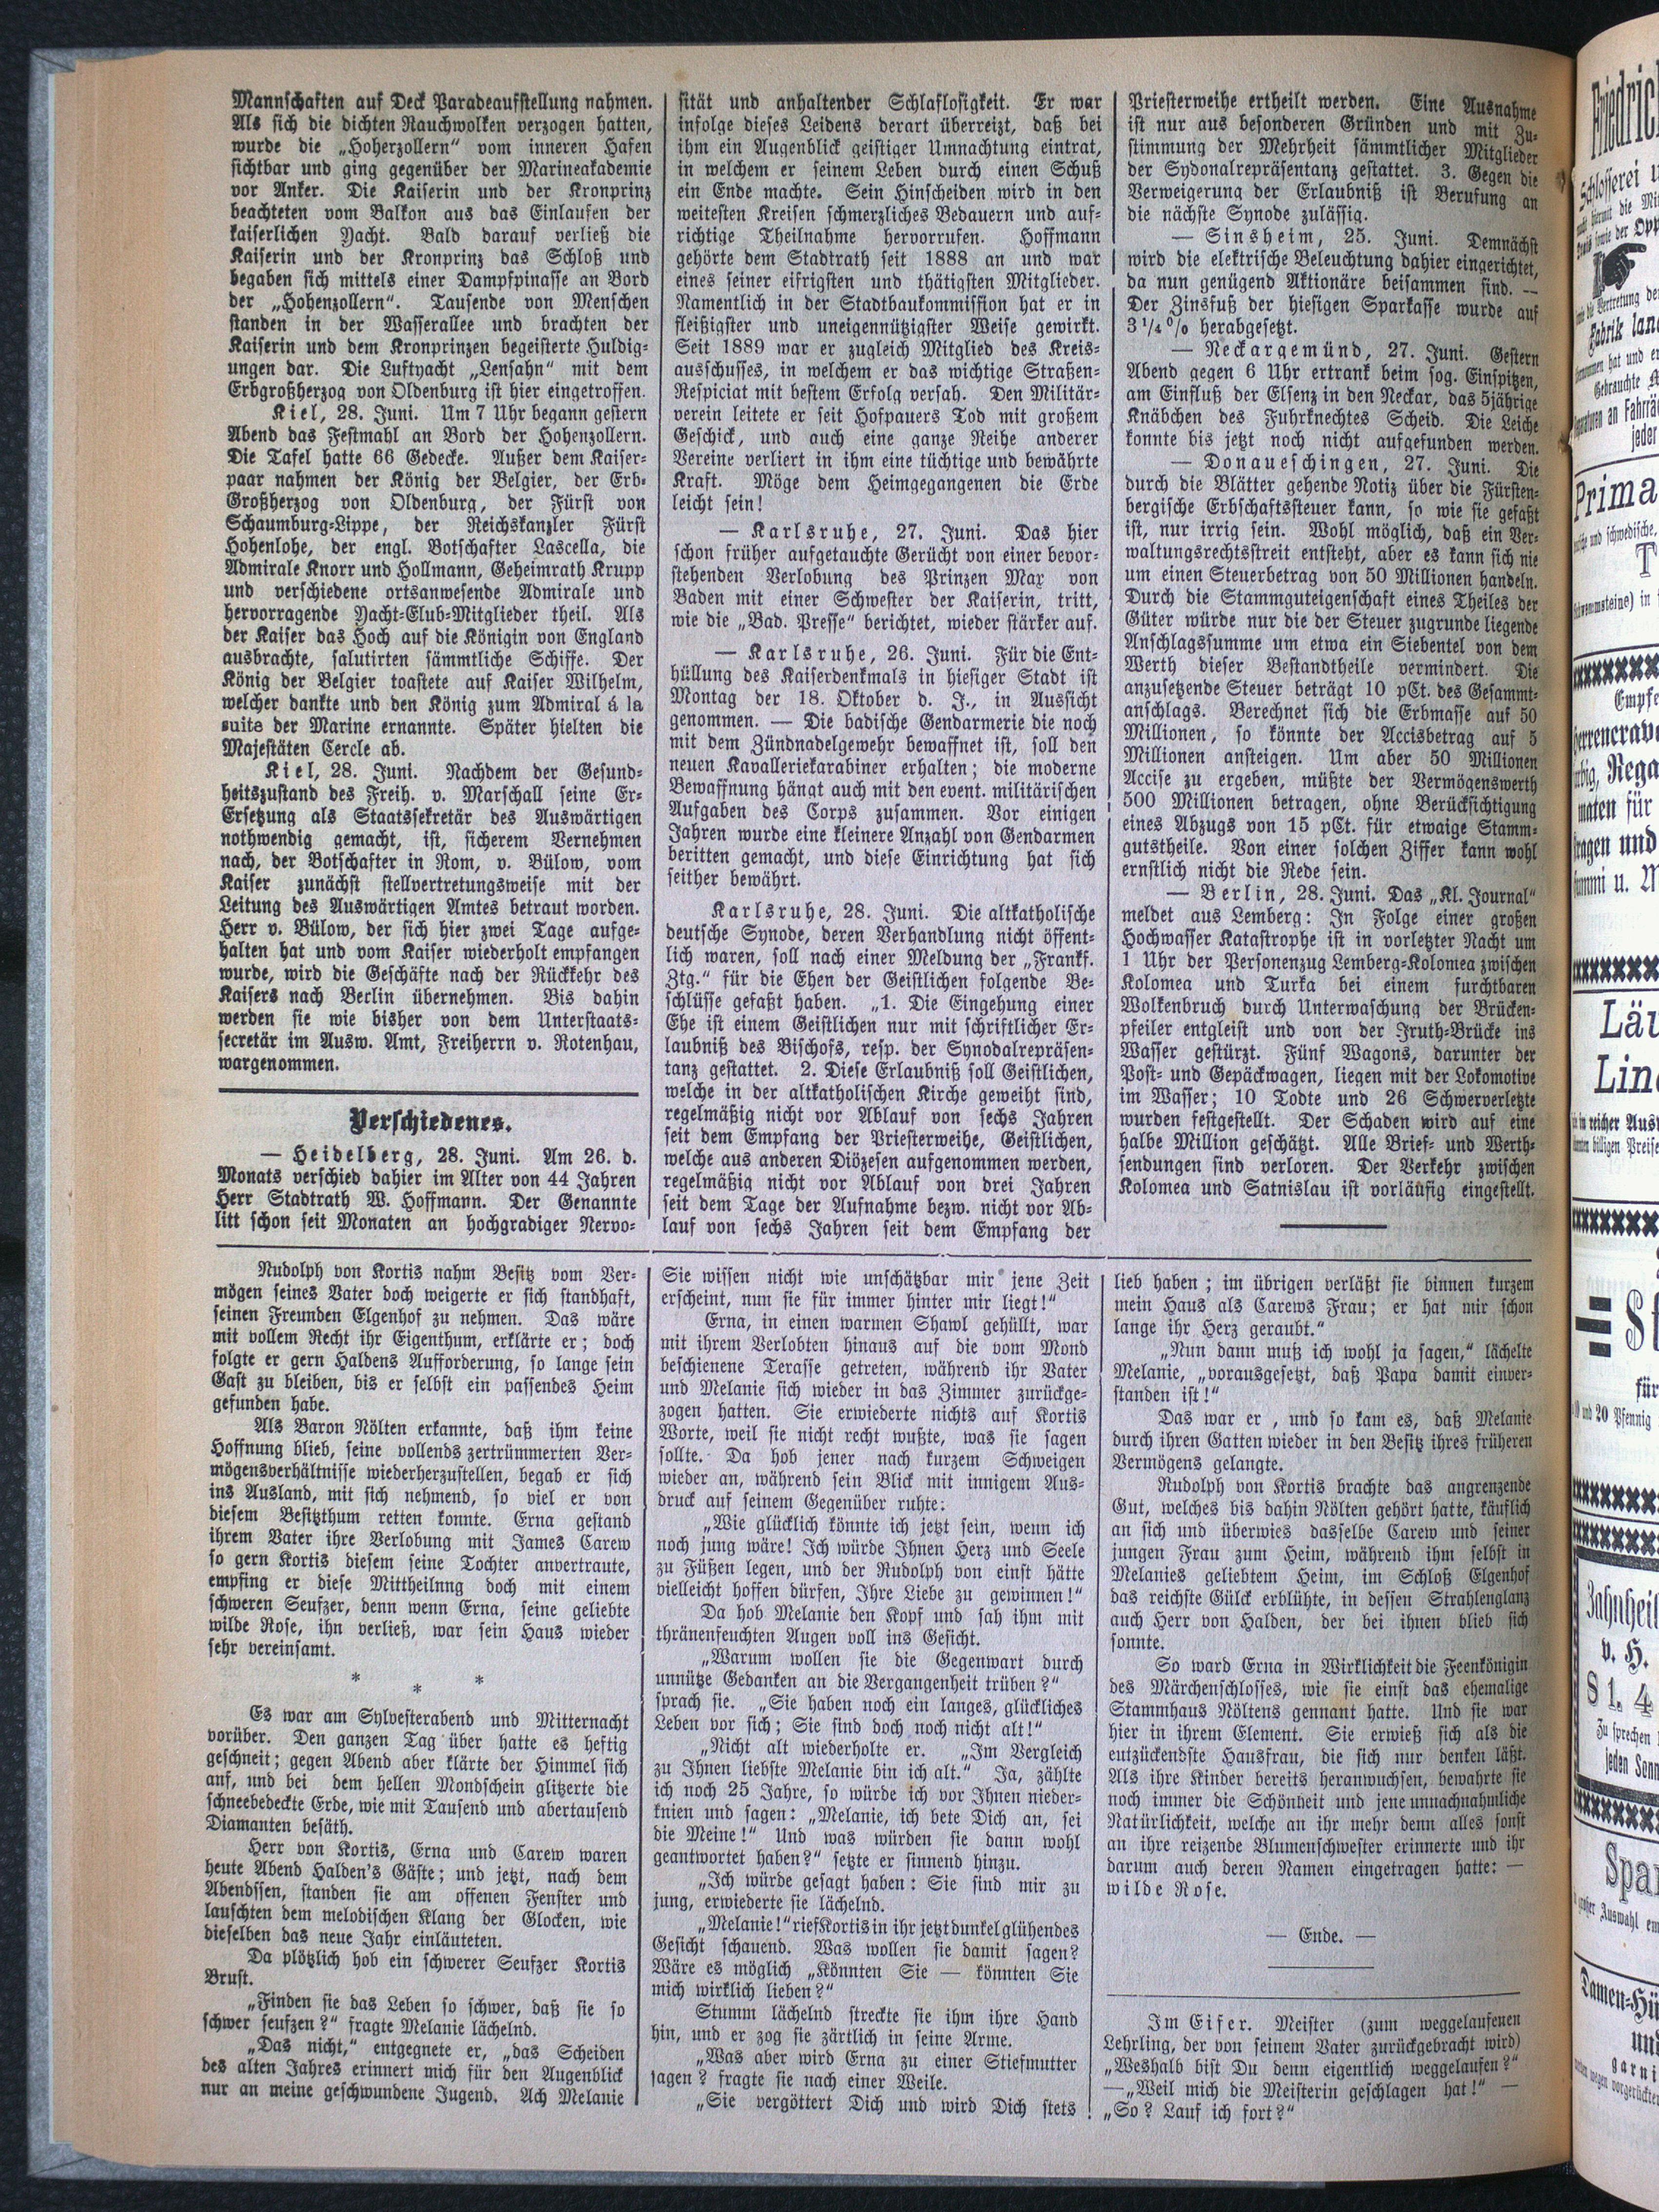 Mannschaften auf Deck Paradeaufstellung nahmen.
Als sich die dichten Rauchwolken verzogen hatten,
wurde die „Hoherzollern“ vom inneren Hafen
sichtbar und ging gegenüber der Marineakademie
vor Anker. Die Kaiserin und der Kronprinz
beachteten vom Balkon aus das Einlaufen der
kaiserlichen Yacht. Bald darauf verließ die
Kaiserin und der Kronprinz das Schloß und
begaben sich mittels einer Dampfpinasse an Bord
der „Hohenzollern“. Tausende von Menschen
standen in der Wasserallee und brachten der
Kaiserin und dem Kronprinzen begeisterte Huldig-
ungen dar. Die Luftyacht „Lensahn“ mit dem
Erbgroßherzog von Oldenburg ist hier eingetroffen.
Kiel, 28. Juni. Um 7 Uhr begann gestern
Abend das Festmahl an Bord der Hohenzollern.
Die Tafel hatte 66 Gedecke. Außer dem Kaiser-
paar nahmen der König der Belgier, der Erb-
Großherzog von Oldenburg, der Fürst von
Schaumburg-Lippe, der Reichskanzler Fürst
Hohenlohe, der engl. Botschafter Lascella, die
Admirale Knorr und Hollmann, Geheimrath Krupp
und verschiedene ortsanwesende Admirale und
hervorragende Yacht-Club-Mitglieder theil. Als
der Kaiser das Hoch auf die Königin von England
ausbrachte, salutirten sämmtliche Schiffe. Der
König der Belgier toastete auf Kaiser Wilhelm,
welcher dankte und den König zum Admiral á la
suite der Marine ernannte. Später hielten die
Majestäten Cercle ab.
Kiel, 28. Juni. Nachdem der Gesund-
heitszustand des Freih. v. Marschall seine Er-
Ersetzung als Staatssekretär des Auswärtigen
nothwendig gemacht, ist, sicherem Vernehmen
nach, der Botschafter in Rom, v. Bülow, vom
Kaiser zunächst stellvertretungsweise mit der
Leitung des Auswärtigen Amtes betraut worden.
Herr v. Bülow, der sich hier zwei Tage aufge-
halten hat und vom Kaiser wiederholt empfangen
wurde, wird die Geschäfte nach der Rückkehr des
Kaisers nach Berlin übernehmen. Bis dahin
werden sie wie bisher von dem Unterstaats-
secretär im Ausw. Amt, Freiherrn v. Rotenhau,
wargenommen.
Verschiedenes.
— Heidelberg, 28. Juni. Am 26. d.
Monats verschied dahier im Alter von 44 Jahren
Herr Stadtrath W. Hoffmann. Der Genannte
litt schon seit Monaten an hochgradiger Nervo-
sität und anhaltender Schlaflosigkeit. Er war
infolge dieses Leidens derart überreizt, daß bei
ihm ein Augenblick geistiger Umnachtung eintrat,
in welchem er seinem Leben durch einen Schuß
ein Ende machte. Sein Hinscheiden wird in den
weitesten Kreisen schmerzliches Bedauern und auf-
richtige Theilnahme hervorrufen. Hoffmann
gehörte dem Stadtrath seit 1888 an und war
eines seiner eifrigsten und thätigsten Mitglieder.
Namentlich in der Stadtbaukommission hat er in
fleißigster und uneigennützigster Weise gewirkt.
Seit 1889 war er zugleich Mitglied des Kreis-
ausschusses, in welchem er das wichtige Straßen-
Respiciat mit bestem Erfolg versah. Den Militär-
verein leitete er seit Hofpauers Tod mit großem
Geschick, und auch eine ganze Reihe anderer
Vereine verliert in ihm eine tüchtige und bewährte
Kraft. Möge dem Heimgegangenen die Erde
leicht sein!
— Karlsruhe, 27. Juni. Das hier
schon früher aufgetauchte Gerücht von einer bevor-
stehenden Verlobung des Prinzen Max von
Baden mit einer Schwester der Kaiserin, tritt,
wie die „Bad. Presse“ berichtet, wieder stärker auf.
— Karlsruhe, 26. Juni. Für die Ent-
hüllung des Kaiserdenkmals in hiesiger Stadt ist
Montag der 18. Oktober d. J., in Aussicht
genommen. — Die badische Gendarmerie die noch
mit dem Zündnadelgewehr bewaffnet ist, soll den
neuen Kavalleriekarabiner erhalten; die moderne
Bewaffnung hängt auch mit den event. militärischen
Aufgaben des Corps zusammen. Vor einigen
Jahren wurde eine kleinere Anzahl von Gendarmen
beritten gemacht, und diese Einrichtung hat sich
seither bewährt.
Karlsruhe, 28. Juni. Die altkatholische
deutsche Synode, deren Verhandlung nicht öffent-
lich waren, soll nach einer Meldung der „Frankf.
Ztg.“ für die Ehen der Geistlichen folgende Be-
schlüsse gefaßt haben. „1. Die Eingehung einer
Ehe ist einem Geistlichen nur mit schriftlicher Er-
laubniß des Bischofs, resp. der Synodalrepräsen-
tanz gestattet. 2. Diese Erlaubniß soll Geistlichen,
welche in der altkatholischen Kirche geweiht sind,
regelmäßig nicht vor Ablauf von sechs Jahren
seit dem Empfang der Priesterweihe, Geistlichen,
welche aus anderen Diözesen aufgenommen werden,
regelmäßig nicht vor Ablauf von drei Jahren
seit dem Tage der Aufnahme bezw. nicht vor Ab-
lauf von sechs Jahren seit dem Empfang der
Priesterweihe ertheilt werden. Eine Ausnahme
ist nur aus besonderen Gründen und mit Zu-
stimmung der Mehrheit sämmtlicher Mitglieder
der Sydonalrepräsentanz gestattet. 3. Gegen die
Verweigerung der Erlaubniß ist Berufung an
die nächste Synode zulässig.
— Sinsheim, 25. Juni. Demnächst
wird die elektrische Beleuchtung dahier eingerichtet,
da nun genügend Aktionäre beisammen sind. —
Der Zinsfuß der hiesigen Sparkasse wurde auf
3 1/4 % herabgesetzt.
— Neckargemünd, 27. Juni. Gestern
Abend gegen 6 Uhr ertrank beim sog. Einspitzen,
am Einfluß der Elsenz in den Neckar, das 5jährige
Knäbchen des Fuhrknechtes Scheid. Die Leiche
konnte bis jetzt noch nicht aufgefunden werden.
— Donaueschingen, 27. Juni. Die
durch die Blätter gehende Notiz über die Fürsten-
bergische Erbschaftssteuer kann, so wie sie gefaßt
ist, nur irrig sein. Wohl möglich, daß ein Ver-
waltungsrechtsstreit entsteht, aber es kann sich nie
um einen Steuerbetrag von 50 Millionen handeln.
Durch die Stammguteigenschaft eines Theiles der
Güter würde nur die der Steuer zugrunde liegende
Anschlagssumme um etwa ein Siebentel von dem
Werth dieser Bestandtheile vermindert. Die
anzusetzende Steuer beträgt 10 pCt. des Gesammt-
anschlags. Berechnet sich die Erbmasse auf 50
Millionen, so könnte der Accisbetrag auf 5
Millionen ansteigen. Um aber 50 Millionen
Accise zu ergeben, müßte der Vermögenswerth
500 Millionen betragen, ohne Berücksichtigung
eines Abzugs von 15 pCt. für etwaige Stamm-
gutstheile. Von einer solchen Ziffer kann wohl
ernstlich nicht die Rede sein.
— Berlin, 28. Juni. Das „Kl. Journal“
meldet aus Lemberg: In Folge einer großen
Hochwasser Katastrophe ist in vorletzter Nacht um
1 Uhr der Personenzug Lemberg-Kolomea zwischen
Kolomea und Turka bei einem furchtbaren
Wolkenbruch durch Unterwaschung der Brücken-
pfeiler entgleist und von der Jruth-Brücke ins
Wasser gestürzt. Fünf Wagons, darunter der
Post- und Gepäckwagen, liegen mit der Lokomotive
im Wasser; 10 Todte und 26 Schwerverletzte
wurden festgestellt. Der Schaden wird auf eine
halbe Million geschätzt. Alle Brief- und Werth-
sendungen sind verloren. Der Verkehr zwischen
Kolomea und Satnislau ist vorläufig eingestellt.
Rudolph von Kortis nahm Besitz vom Ver-
mögen seines Vater doch weigerte er sich standhaft,
seinen Freunden Elgenhof zu nehmen. Das wäre
mit vollem Recht ihr Eigenthum, erklärte er; doch
folgte er gern Haldens Aufforderung, so lange sein
Gast zu bleiben, bis er selbst ein passendes Heim
gefunden habe.
Als Baron Nölten erkannte, daß ihm keine
Hoffnung blieb, seine vollends zertrümmerten Ver-
mögensverhältnisse wiederherzustellen, begab er sich
ins Ausland, mit sich nehmend, so viel er von
diesem Besitzthum retten konnte. Erna gestand
ihrem Vater ihre Verlobung mit James Carew
so gern Kortis diesem seine Tochter anvertraute,
empfing er diese Mittheilnng doch mit einem
schweren Seufzer, denn wenn Erna, seine geliebte
wilde Rose, ihn verließ, war sein Haus wieder
sehr vereinsamt.
* * *
Es war am Sylvesterabend und Mitternacht
vorüber. Den ganzen Tag über hatte es heftig
geschneit; gegen Abend aber klärte der Himmel sich
auf, und bei dem hellen Mondschein glitzerte die
schneebedeckte Erde, wie mit Tausend und abertausend
Diamanten besäth.
Herr von Kortis, Erna und Carew waren
heute Abend Halden's Gäste; und jetzt, nach dem
Abendssen, standen sie am offenen Fenster und
lauschten dem melodischen Klang der Glocken, wie
dieselben das neue Jahr einläuteten.
Da plötzlich hob ein schwerer Seufzer Kortis
Brust.
„Finden sie das Leben so schwer, daß sie so
schwer seufzen?“ fragte Melanie lächelnd.
„Das nicht,“ entgegnete er, „das Scheiden
des alten Jahres erinnert mich für den Augenblick
nur an meine geschwundene Jugend. Ach Melanie
Sie wissen nicht wie unschätzbar mir jene Zeit
erscheint, nun sie für immer hinter mir liegt!“
Erna, in einen warmen Shawl gehüllt, war
mit ihrem Verlobten hinaus auf die vom Mond
beschienene Terasse getreten, während ihr Vater
und Melanie sich wieder in das Zimmer zurückge-
zogen hatten. Sie erwiederte nichts auf Kortis
Worte, weil sie nicht recht wußte, was sie sagen
sollte. Da hob jener nach kurzem Schweigen
wieder an, während sein Blick mit innigem Aus-
druck auf seinem Gegenüber ruhte:
„Wie glücklich könnte ich jetzt sein, wenn ich
noch jung wäre! Ich würde Ihnen Herz und Seele
zu Füßen legen, und der Rudolph von einst hätte
vielleicht hoffen dürfen, Ihre Liebe zu gewinnen!“
Da hob Melanie den Kopf und sah ihm mit
thränenfeuchten Augen voll ins Gesicht.
„Warum wollen sie die Gegenwart durch
unnütze Gedanken an die Vergangenheit trüben?“
sprach sie. „Sie haben noch ein langes, glückliches
Leben vor sich; Sie sind doch noch nicht alt!“
„Nicht alt wiederholte er. „Im Vergleich
zu Ihnen liebste Melanie bin ich alt.“ Ja, zählte
ich noch 25 Jahre, so würde ich vor Ihnen nieder-
knien und sagen: „Melanie, ich bete Dich an, sei
die Meine!“ Und was würden sie dann wohl
geantwortet haben?“ setzte er sinnend hinzu.
„Ich würde gesagt haben: Sie sind mir zu
jung, erwiederte sie lächelnd.
„Melanie!“ rief Kortis in ihr jetzt dunkelglühendes
Gesicht schauend. Was wollen sie damit sagen?
Wäre es möglich „Könnten Sie — könnten Sie
mich wirklich lieben?“
Stumm lächelnd streckte sie ihm ihre Hand
hin, und er zog sie zärtlich in seine Arme.
„Was aber wird Erna zu einer Stiefmutter
sagen? fragte sie nach einer Weile.
„Sie vergöttert Dich und wird Dich stets
lieb haben; im übrigen verläßt sie binnen kurzem
mein Haus als Carews Frau; er hat mir schon
lange ihr Herz geraubt.“
„Nun dann muß ich wohl ja sagen,“ lächelte
Melanie, „vorausgesetzt, daß Papa damit einver-
standen ist!“
Das war er, und so kam es, daß Melanie
durch ihren Gatten wieder in den Besitz ihres früheren
Vermögens gelangte.
Rudolph von Kortis brachte das angrenzende
Gut, welches bis dahin Nölten gehört hatte, käuflich
an sich und überwies dasselbe Carew und seiner
jungen Frau zum Heim, während ihm selbst in
Melanies geliebtem Heim, im Schloß Elgenhof
das reichste Gülck erblühte, in dessen Strahlenglanz
auch Herr von Halden, der bei ihnen blieb sich
sonnte.
So ward Erna in Wirklichkeit die Feenkönigin
des Märchenschlosses, wie sie einst das ehemalige
Stammhaus Nöltens gennant hatte. Und sie war
hier in ihrem Element. Sie erwieß sich als die
eutzückendste Hausfrau, die sich nur denken läßt.
Als ihre Kinder bereits heranwuchsen, bewahrte sie
noch immer die Schönheit und jene unnachnahmliche
Natürlichkeit, welche an ihr mehr denn alles sonst
an ihre reizende Blumenschwester erinnerte und ihr
darum auch deren Namen eingetragen hatte: —
wilde Rose.
— Ende. —
Im Eifer. Meister (zum weggelaufenen
Lehrling, der von seinem Vater zurückgebracht wird)
„Weshalb bist Du denn eigentlich weggelaufen?“
—„Weil mich die Meisterin geschlagen hat!“ —
„So? Lauf ich fort?“
Schlosserei
Fabrik
Gebrauchte
an
jeder
Prima
und schwedische,
in
Empfe
für
und
u.
in reicher
billigen
für
und 20 Pfennig
v. H.
Zu sprechen
jeden
Auswahl
Damen-